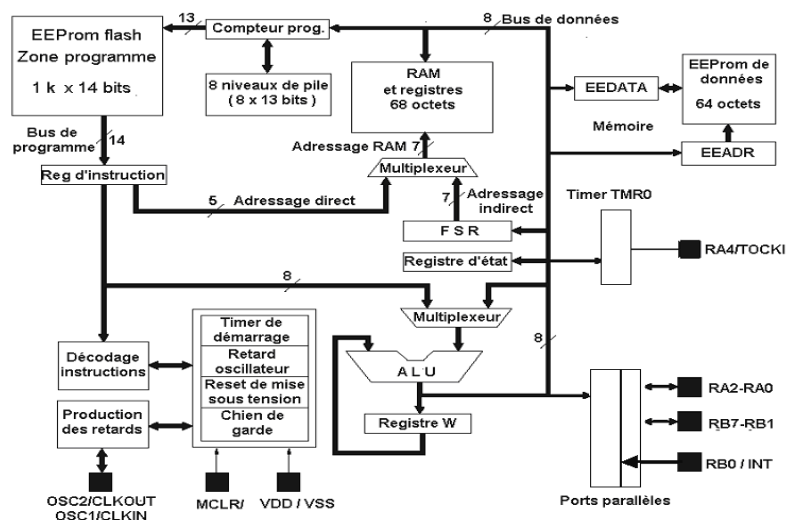 EEProm flash
Zone programme
1 k x 14 bits
13
Compteur prog.
8 niveaux de pile
( 8 x 13 bits )
8
Bus de données
RAM
et registres
68 octets
EEDATA
EEProm de
données
64 octets
Mémoire
EEADR
Bus de
programme
14
Adressage RAM
7
Multiplexeur
Reg d'instruction
5
Adressage direct
7
Adressage
indirect
Timer TMR0
F S R
Registre d'état
RA4/TOCKI
8
Multiplexeur
8
Timer de
démarrage
Retard
oscillateur
Reset de mise
sous tension
Chien de
garde
Décodage
instructions
Production
des retards
A L U
Registre W
RA2-RA0
RB7-RB1
RB0 / INT
Ports parallèles
OSC2/CLKOUT
OSC1/CLKIN
MCLR/
VDD / VSS